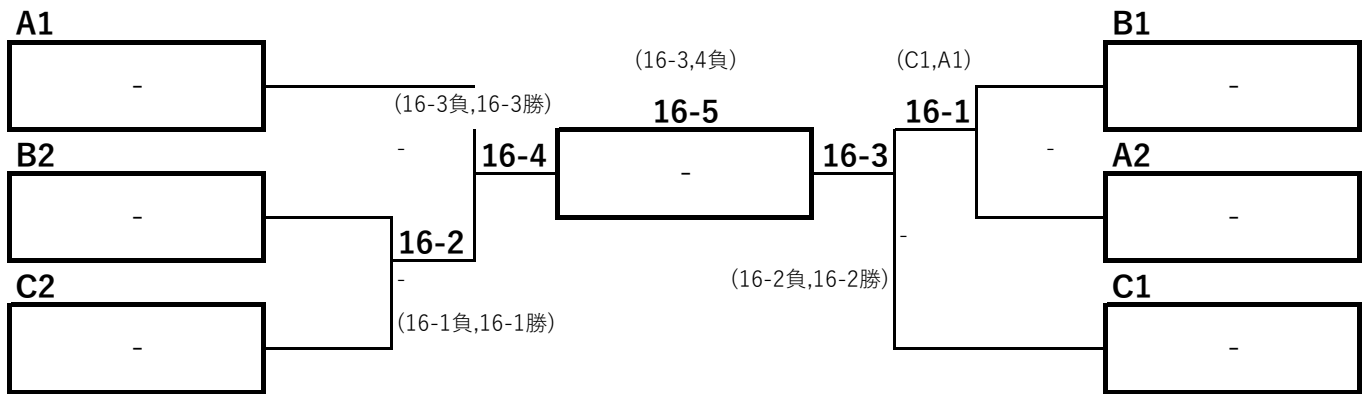 A1
-
B2
-
C2
-
(16-3負,16-3勝)
-
16-4
16-2
-
(16-1負,16-1勝)
(16-3,4負)
16-5
-
(C1,A1)
16-1
-
16-3
-
(16-2負,16-2勝)
B1
-
A2
-
C1
-